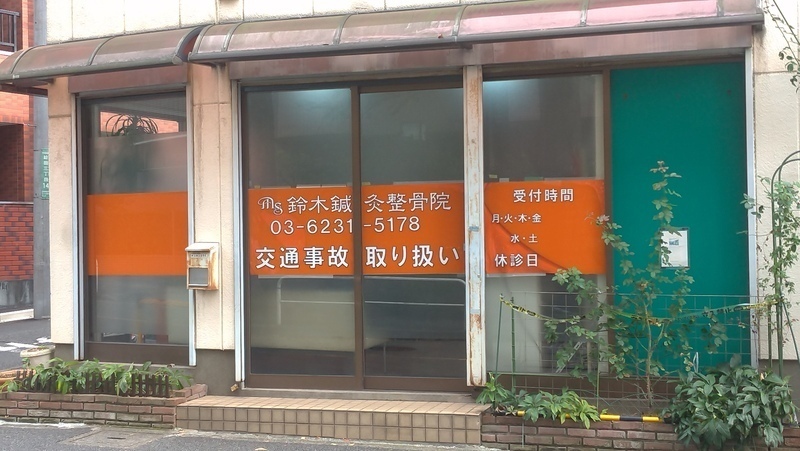 鈴木鍼灸整骨院
03-6231-5178
交通事故取り扱い
受付時間
月・火・木・金
水・土
休診日